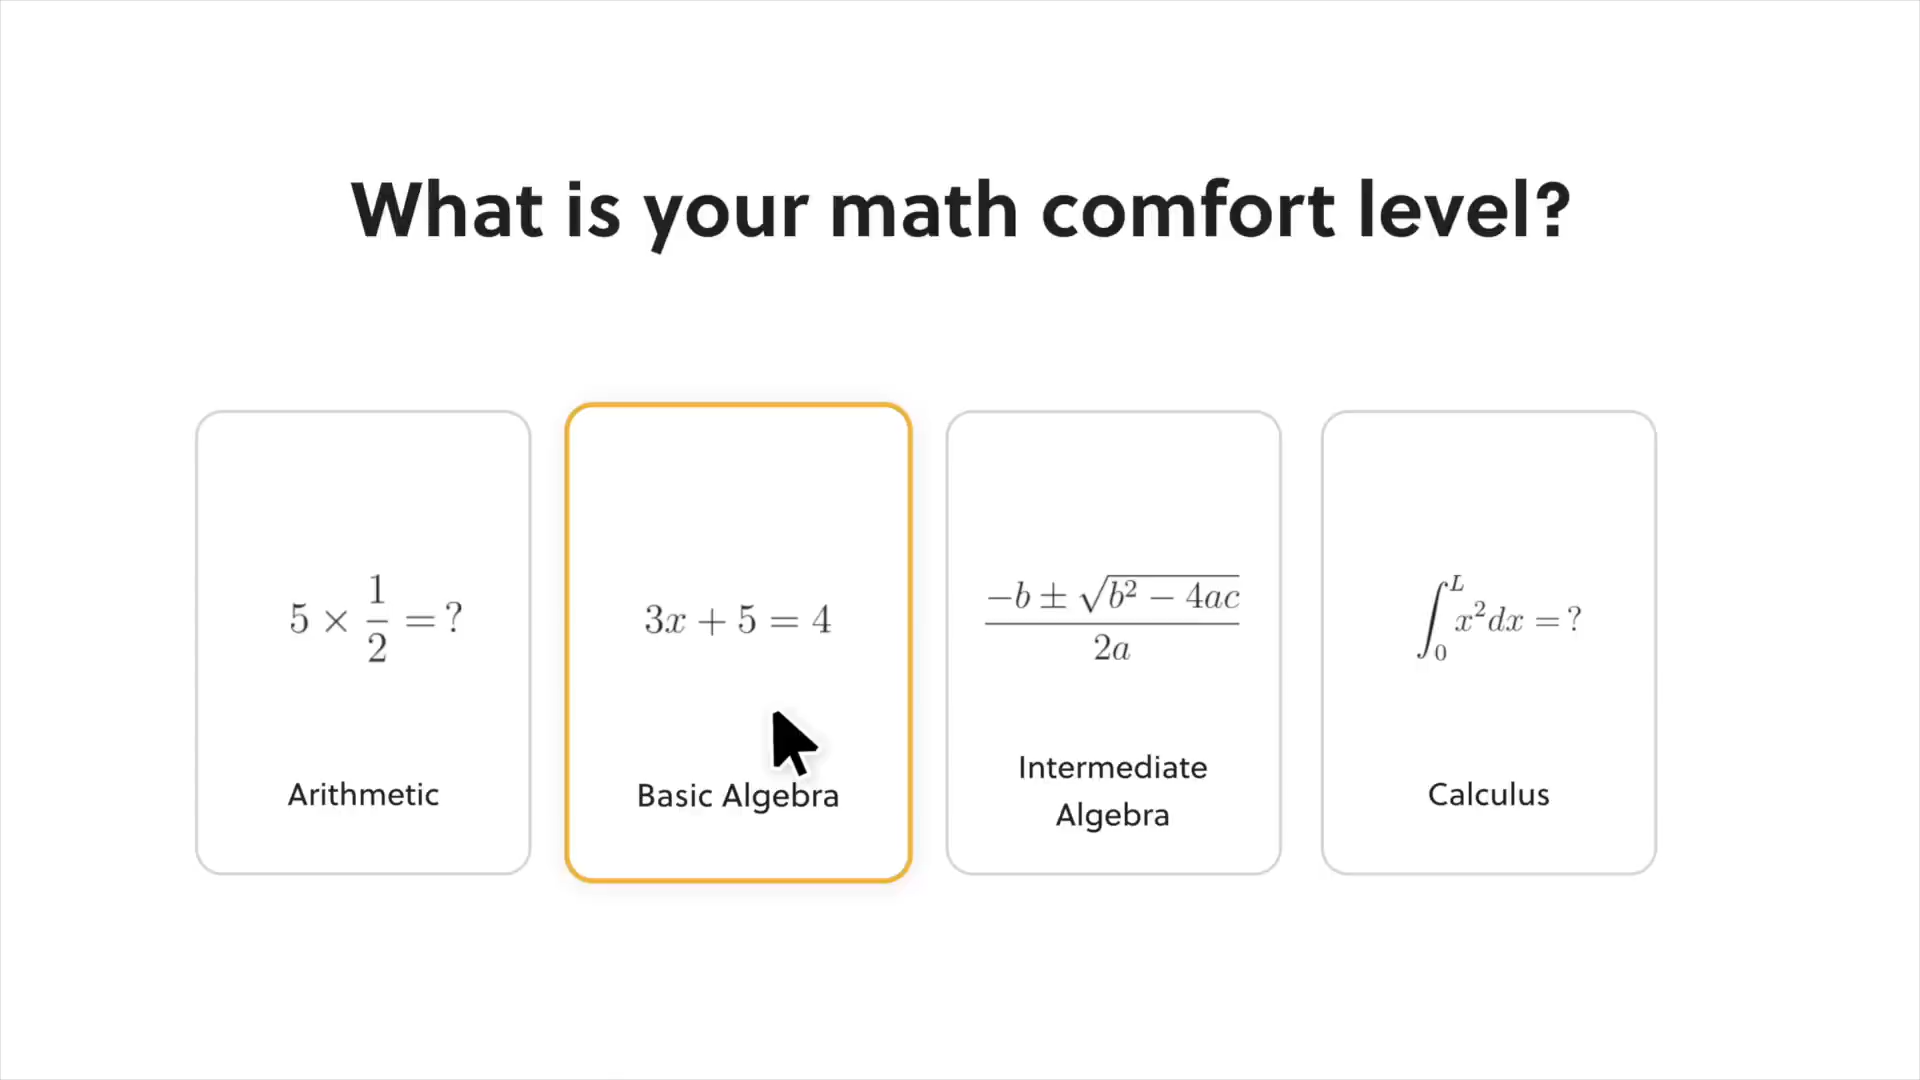 What is your math comfort level?
5 × 1/2 = ?
Arithmetic
3x + 5 = 4
Basic Algebra
−b ± √(b² − 4ac)
2a
Intermediate
Algebra
∫₀ᴸ x²dx = ?
Calculus